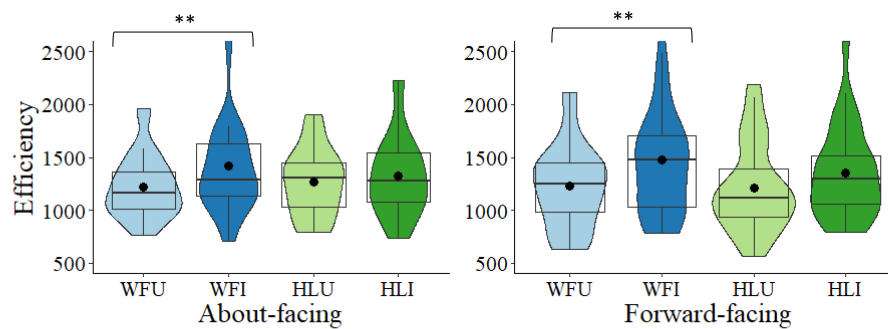 ** **
2500 2500
2000 2000
1500 1500
1000 1000
500 500
Efficiency
WFU WFI HLU HLI WFU WFI HLU HLI
About-facing Forward-facing